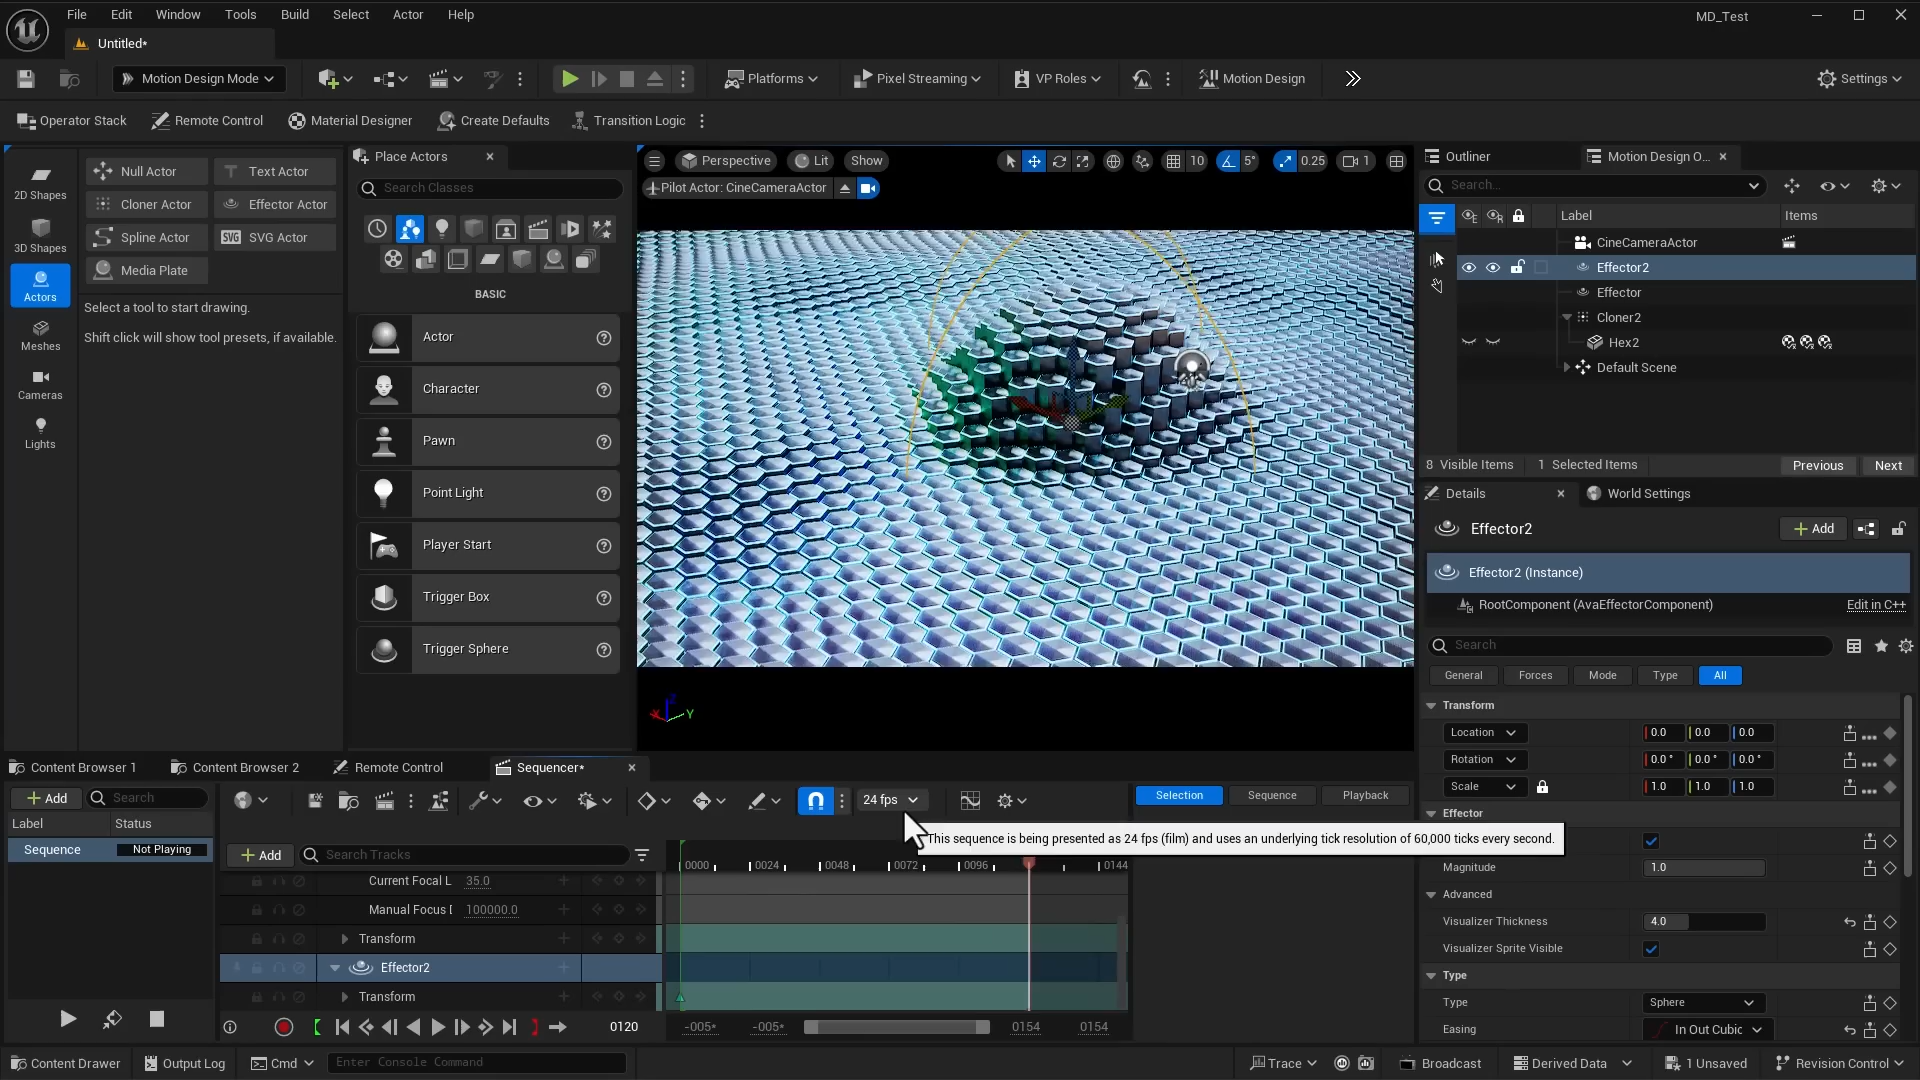 File Edit Window Tools Build Select Actor Help
MD_Test
Untitled*
Motion Design Mode
Platforms
Pixel Streaming
VP Roles
Motion Design
Settings
Operator Stack
Remote Control
Material Designer
Create Defaults
Transition Logic
2D Shapes
3D Shapes
Actors
Meshes
Cameras
Lights
Null Actor
Text Actor
Cloner Actor
Effector Actor
Spline Actor
SVG
SVG Actor
Media Plate
Select a tool to start drawing.
Shift click will show tool presets, if available.
Place Actors
Search Classes
BASIC
Actor
Character
Pawn
Point Light
Player Start
Trigger Box
Trigger Sphere
Perspective
Lit
Show
10
5°
0.25
1
Pilot Actor: CineCameraActor
Z
X
Y
Outliner
Motion Design O...
Search...
Label
Items
CineCameraActor
Effector2
Effector
Cloner2
Hex2
Default Scene
8 Visible Items
1 Selected Items
Previous
Next
Details
World Settings
Effector2
Add
Effector2 (Instance)
RootComponent (AvaEffectorComponent)
Edit in C++
Search
General
Forces
Mode
Type
All
Transform
Location 0.0 0.0 0.0
Rotation 0.0° 0.0° 0.0°
Scale 1.0 1.0 1.0
Effector
Magnitude 1.0
Advanced
Visualizer Thickness 4.0
Visualizer Sprite Visible
Type
Type Sphere
Easing In Out Cubic
Content Browser 1
Content Browser 2
Remote Control
Sequencer*
Add
Search
Label
Status
Sequence
Not Playing
24 fps
Selection
Sequence
Playback
This sequence is being presented as 24 fps (film) and uses an underlying tick resolution of 60,000 ticks every second.
Add
Search Tracks
0000 0024 0048 0072 0096 0144
Current Focal L 35.0
Manual Focus D 100000.0
Transform
Effector2
Transform
0120
-005*
-005*
0154
0154
Content Drawer
Output Log
Cmd
Enter Console Command
Trace
Broadcast
Derived Data
1 Unsaved
Revision Control